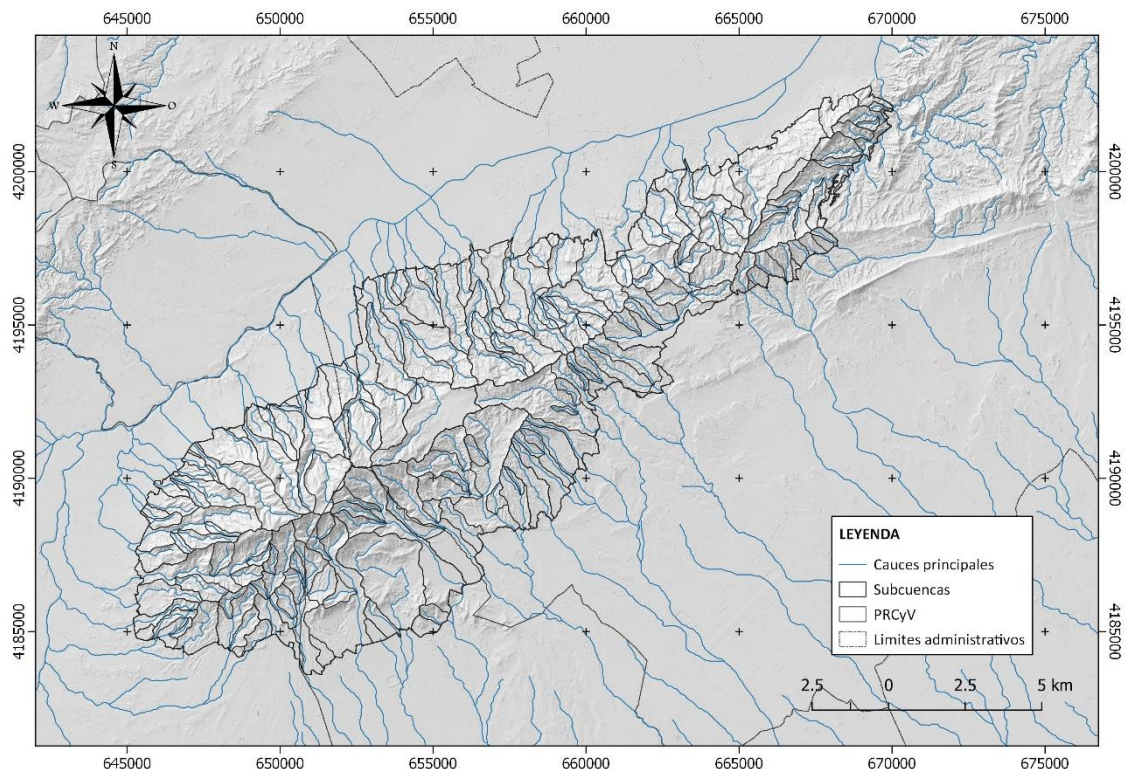 645000 650000 655000 660000 665000 670000 675000
N
W O
S
4200000 4200000
4195000 4195000
4190000 4190000
4185000 4185000
LEYENDA
Cauces principales
Subcuencas
PRCyV
Limites administrativos
2.5 0 2.5 5 km
645000 650000 655000 660000 665000 670000 675000